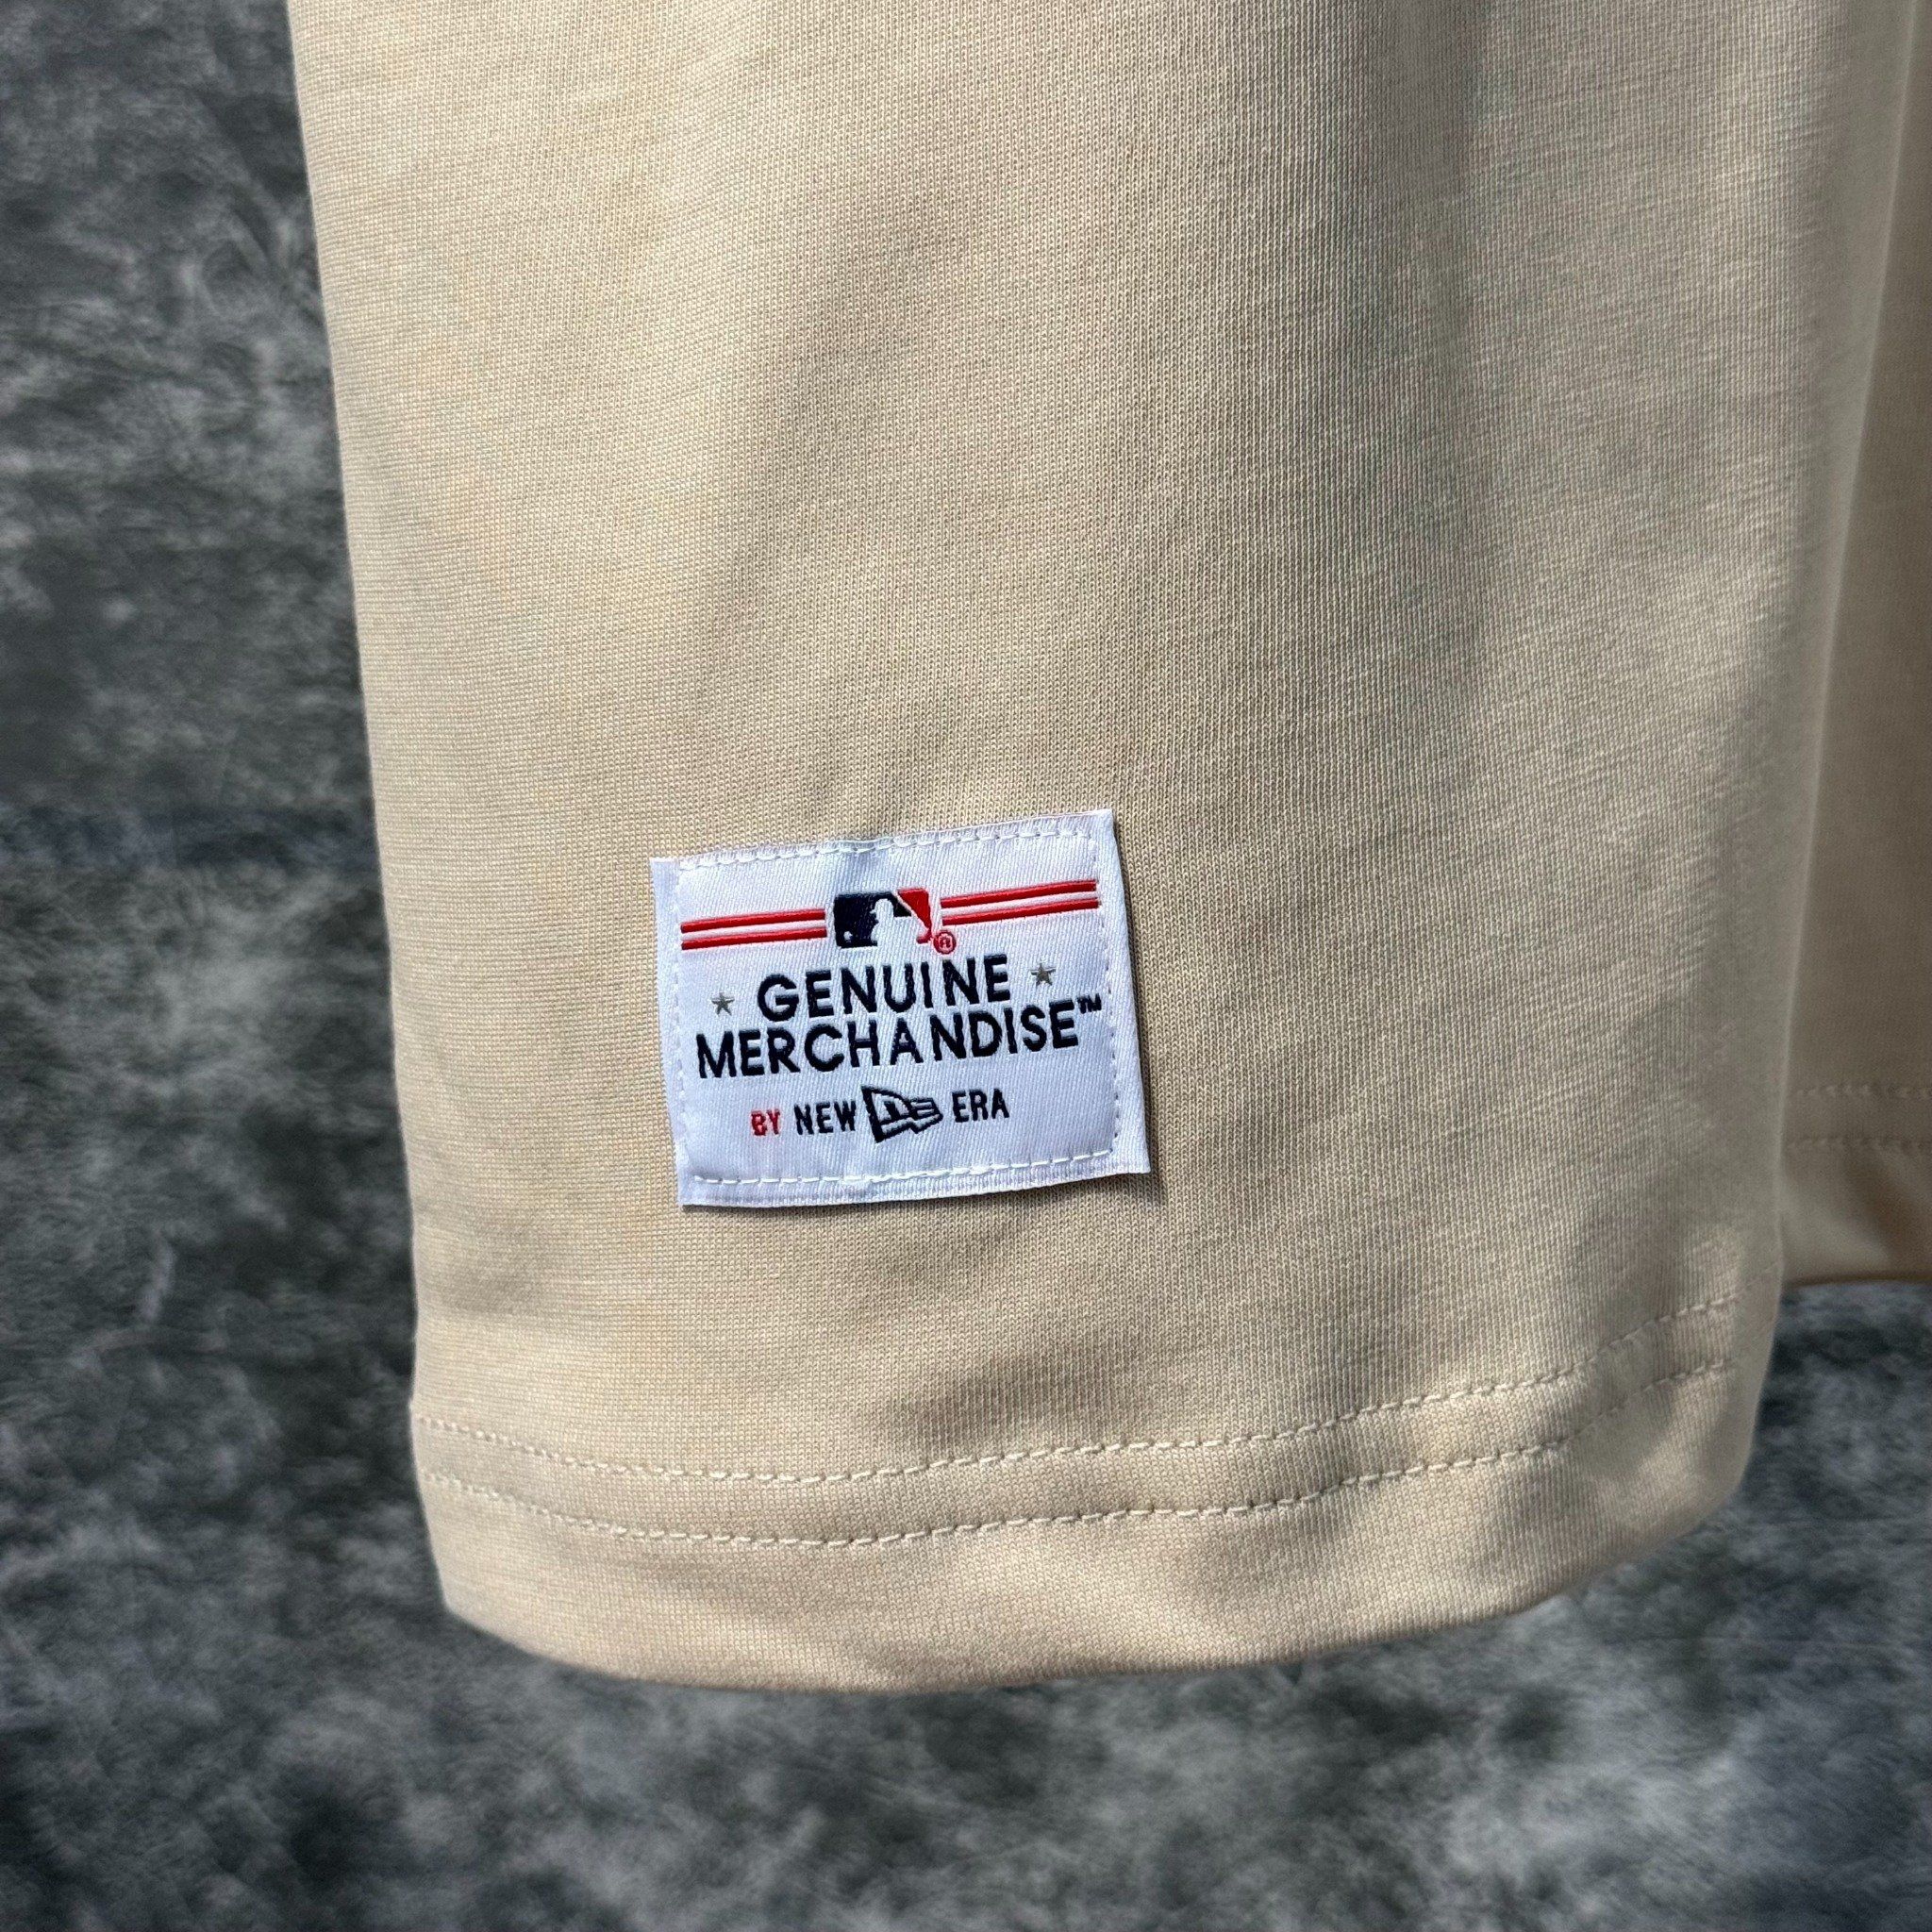 ®
GENUINE
MERCHANDISE™
BY NEW ERA